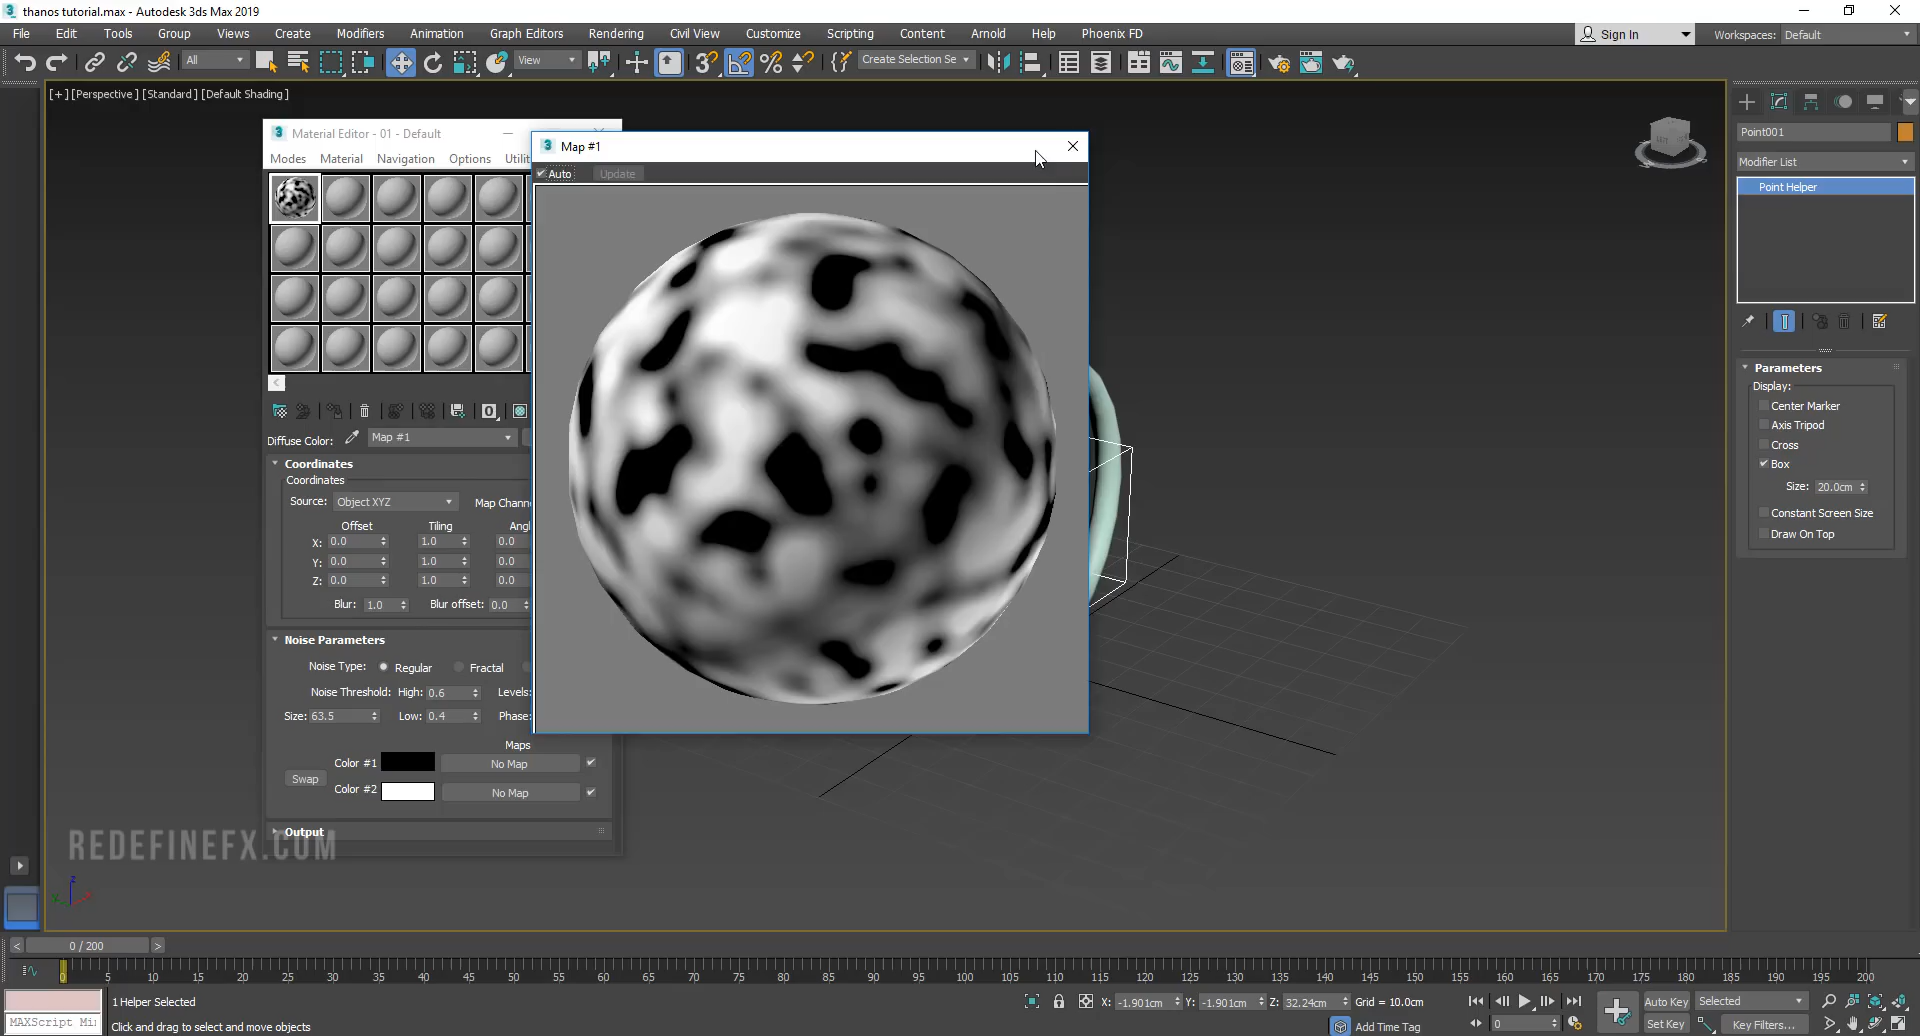 thanos tutorial.max - Autodesk 3ds Max 2019
File Edit Tools Group Views Create Modifiers Animation Graph Editors Rendering Civil View Customize Scripting Content Arnold Help Phoenix FD
Sign In Workspaces: Default
All View Create Selection Se
[+] [Perspective] [Standard] [Default Shading]
Material Editor - 01 - Default
Modes Material Navigation Options Utili
Map #1
Auto Update
Diffuse Color: Map #1
Coordinates
Coordinates
Source: Object XYZ Map Chann
Offset Tiling Angl
X: 0.0 1.0 0.0
Y: 0.0 1.0 0.0
Z: 0.0 1.0 0.0
Blur: 1.0 Blur offset: 0.0
Noise Parameters
Noise Type: Regular Fractal
Noise Threshold: High: 0.6 Levels:
Size: 63.5 Low: 0.4 Phase:
Maps
Color #1 No Map
Swap
Color #2 No Map
Output
REDEFINEFX.COM
Point001
Modifier List
Point Helper
Parameters
Display:
Center Marker
Axis Tripod
Cross
Box
Size: 20.0cm
Constant Screen Size
Draw On Top
z
< 0 / 200 >
0 5 10 15 20 25 30 35 40 45 50 55 60 65 70 75 80 85 90 95 100 105 110 115 120 125 130 135 140 145 150 155 160 165 170 175 180 185 190 195 200
1 Helper Selected
X: -1.901cm Y: -1.901cm Z: 32.24cm Grid = 10.0cm
Auto Key Selected
MAXScript Mi
Click and drag to select and move objects
Add Time Tag
0
Set Key Key Filters...